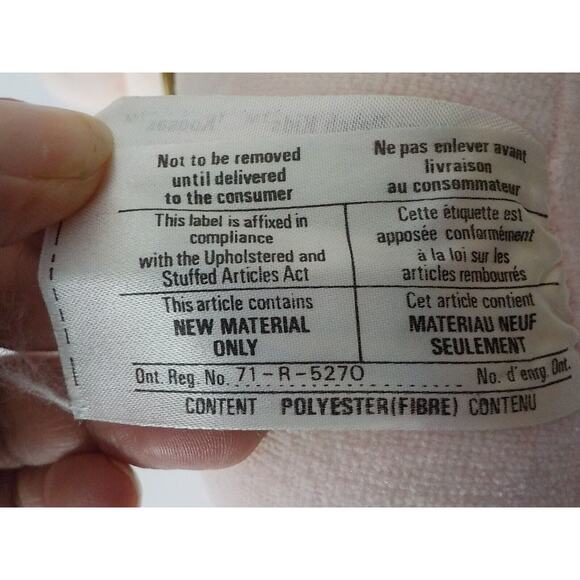 Not to be removed
until delivered
to the consumer
Ne pas enlever avant
livraison
au consommateur
This label is affixed in
compliance
with the Upholstered and
Stuffed Articles Act
Cette étiquette est
apposée conformément
à la loi sur les
articles rembourrés
This article contains
NEW MATERIAL
ONLY
Cet article contient
MATERIAU NEUF
SEULEMENT
Ont. Reg. No. 71-R-5270 No. d'enrg. Ont.
CONTENT POLYESTER(FIBRE) CONTENU